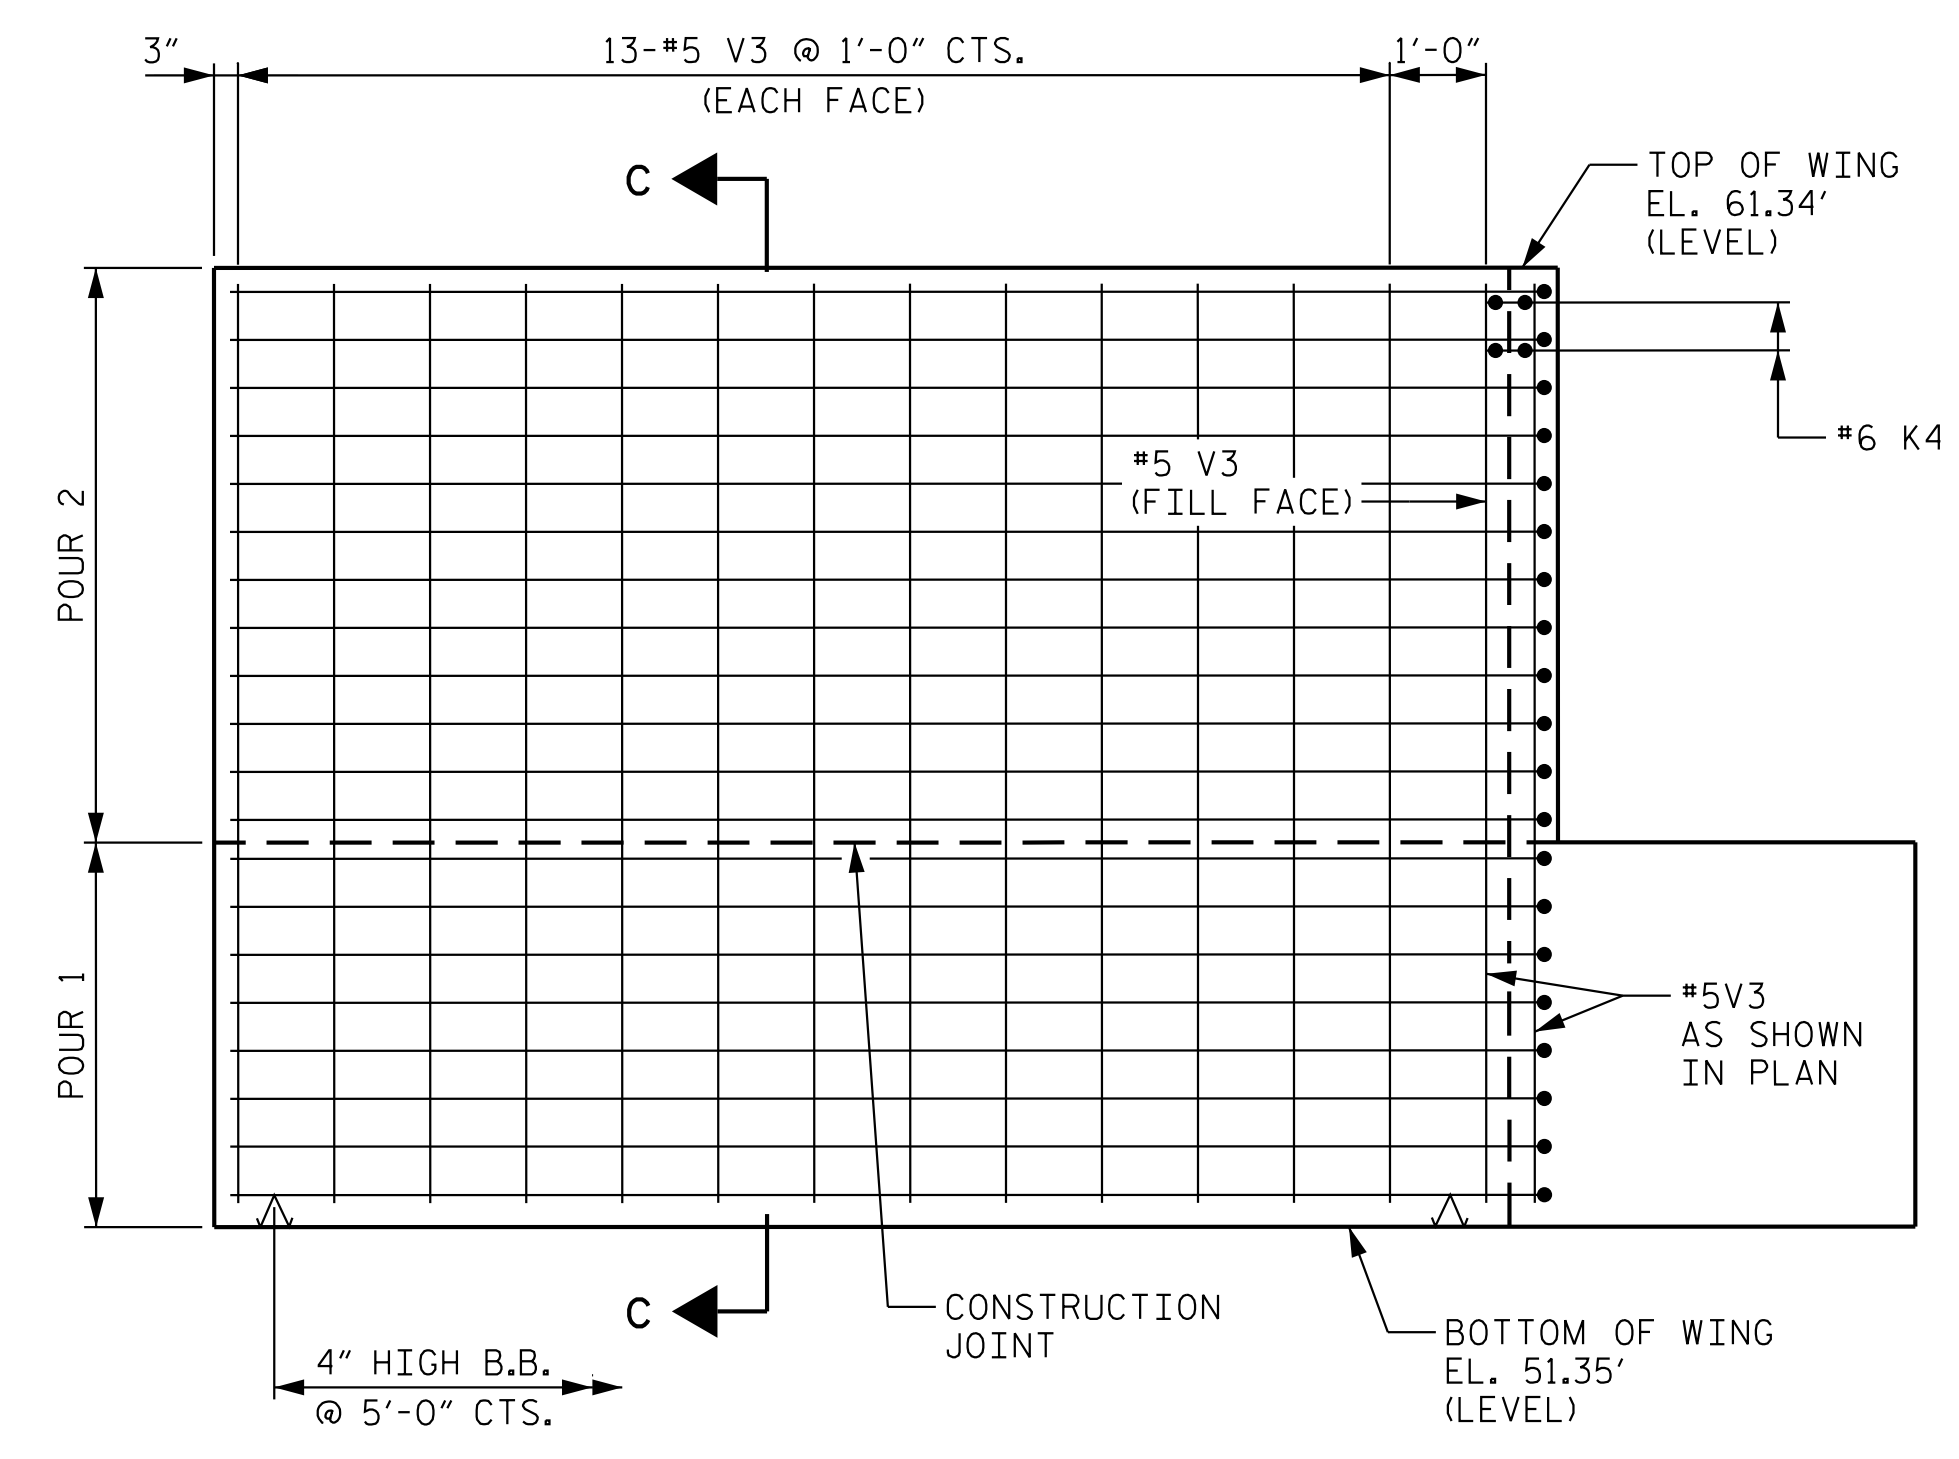 3"
13-#5 V3 @ 1'-0" CTS.
(EACH FACE)
1'-0"
C
TOP OF WING
EL. 61.34'
(LEVEL)
#6 K4
#5 V3
(FILL FACE)
POUR 2
POUR 1
#5V3
AS SHOWN
IN PLAN
C
CONSTRUCTION
JOINT
BOTTOM OF WING
EL. 51.35'
(LEVEL)
4" HIGH B.B.
@ 5'-0" CTS.